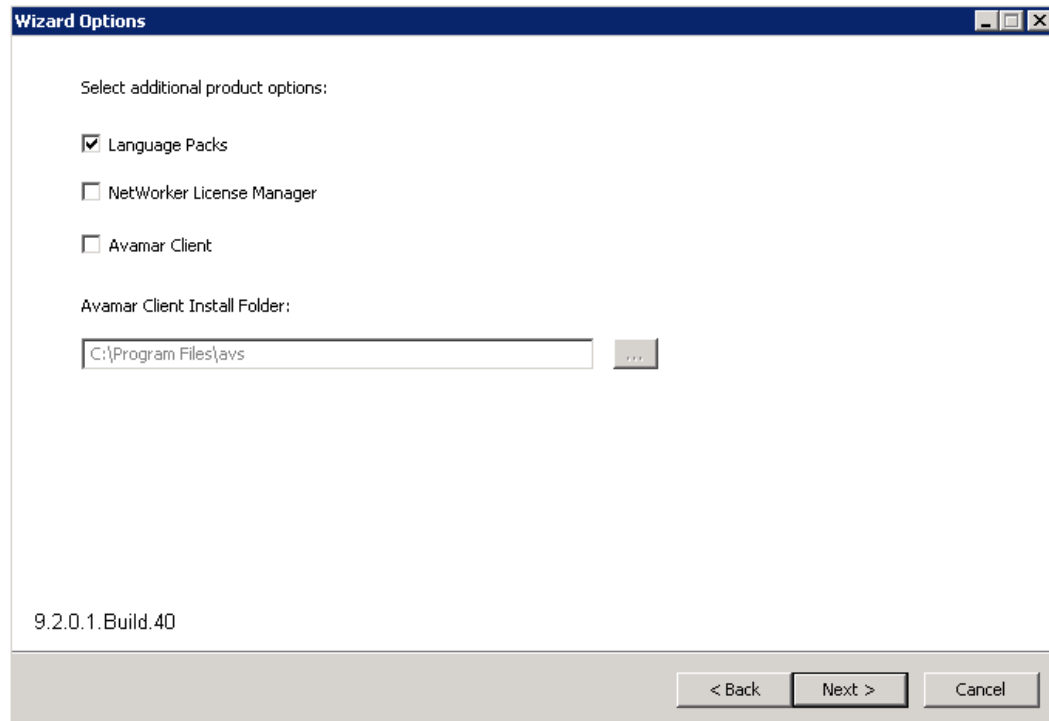 Wizard Options
Select additional product options:
Language Packs
NetWorker License Manager
Avamar Client
Avamar Client Install Folder:
C:\Program Files\avs
...
9.2.0.1.Build.40
< Back
Next >
Cancel